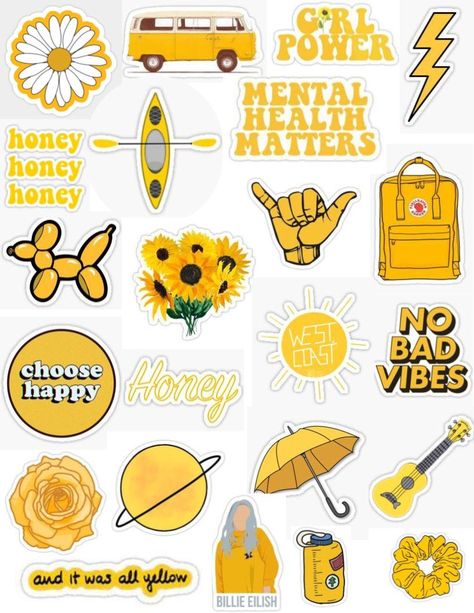 GIRL
POWER
MENTAL
HEALTH
MATTERS
honey
honey
honey
choose
happy
Honey
WEST
COAST
NO
BAD
VIBES
and it was all yellow
BILLIE EILISH